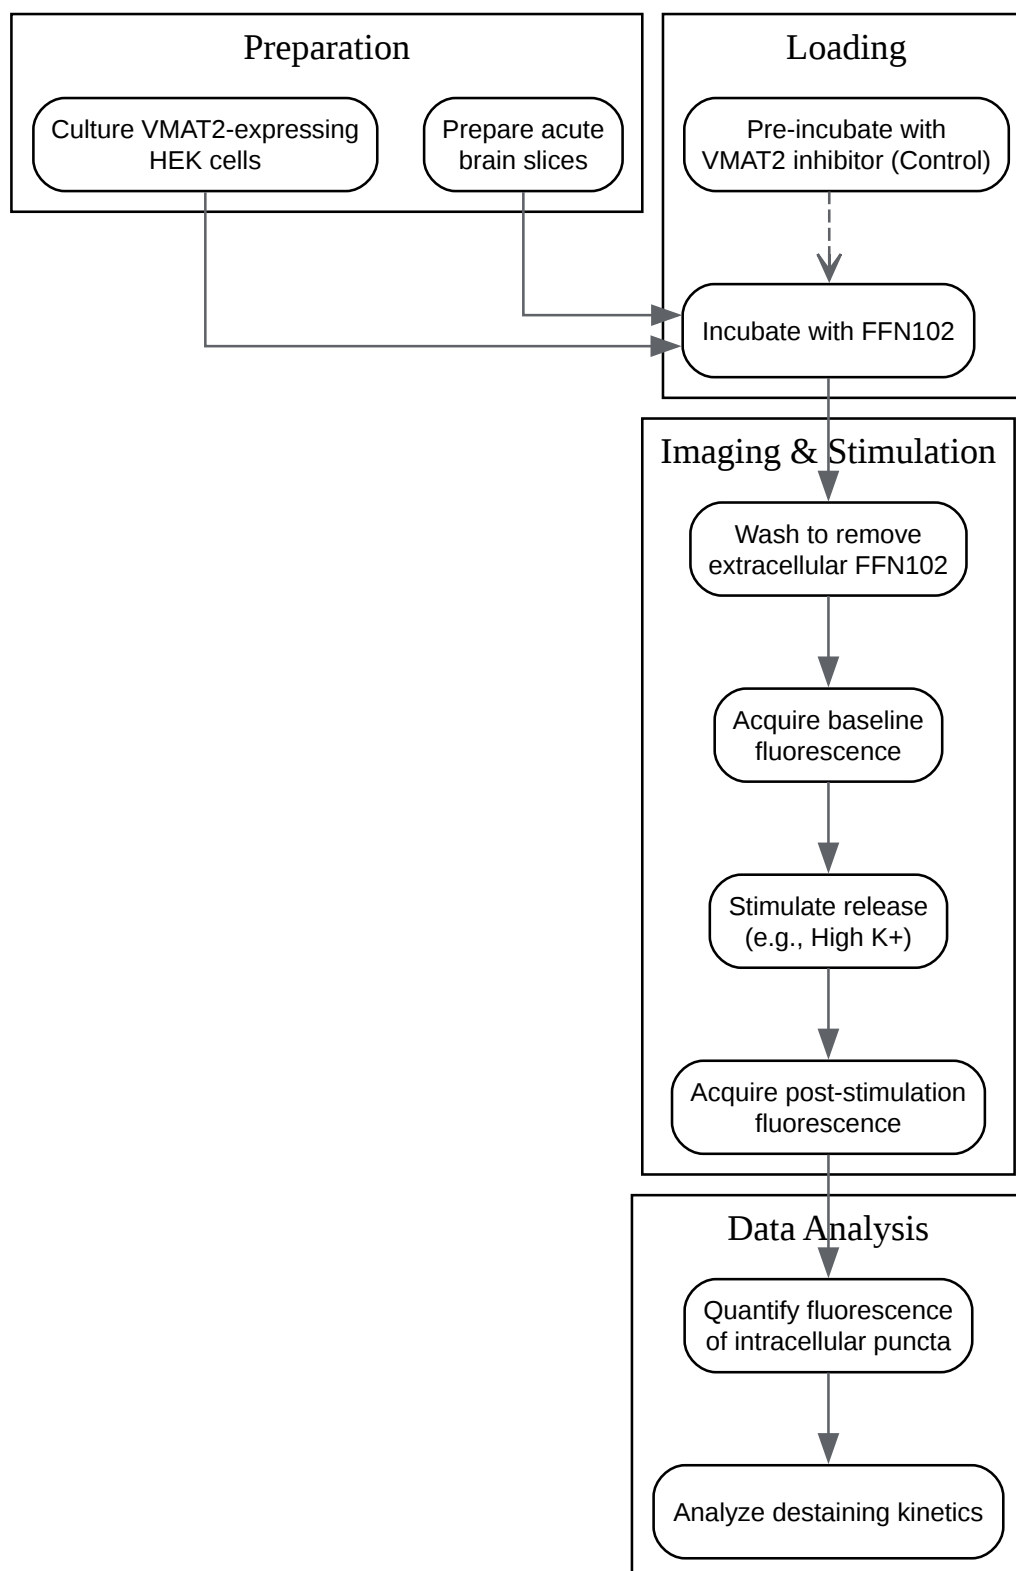 Preparation
Culture VMAT2-expressing
HEK cells
Prepare acute
brain slices
Loading
Pre-incubate with
VMAT2 inhibitor (Control)
Incubate with FFN102
Imaging & Stimulation
Wash to remove
extracellular FFN102
Acquire baseline
fluorescence
Stimulate release
(e.g., High K+)
Acquire post-stimulation
fluorescence
Data Analysis
Quantify fluorescence
of intracellular puncta
Analyze destaining kinetics